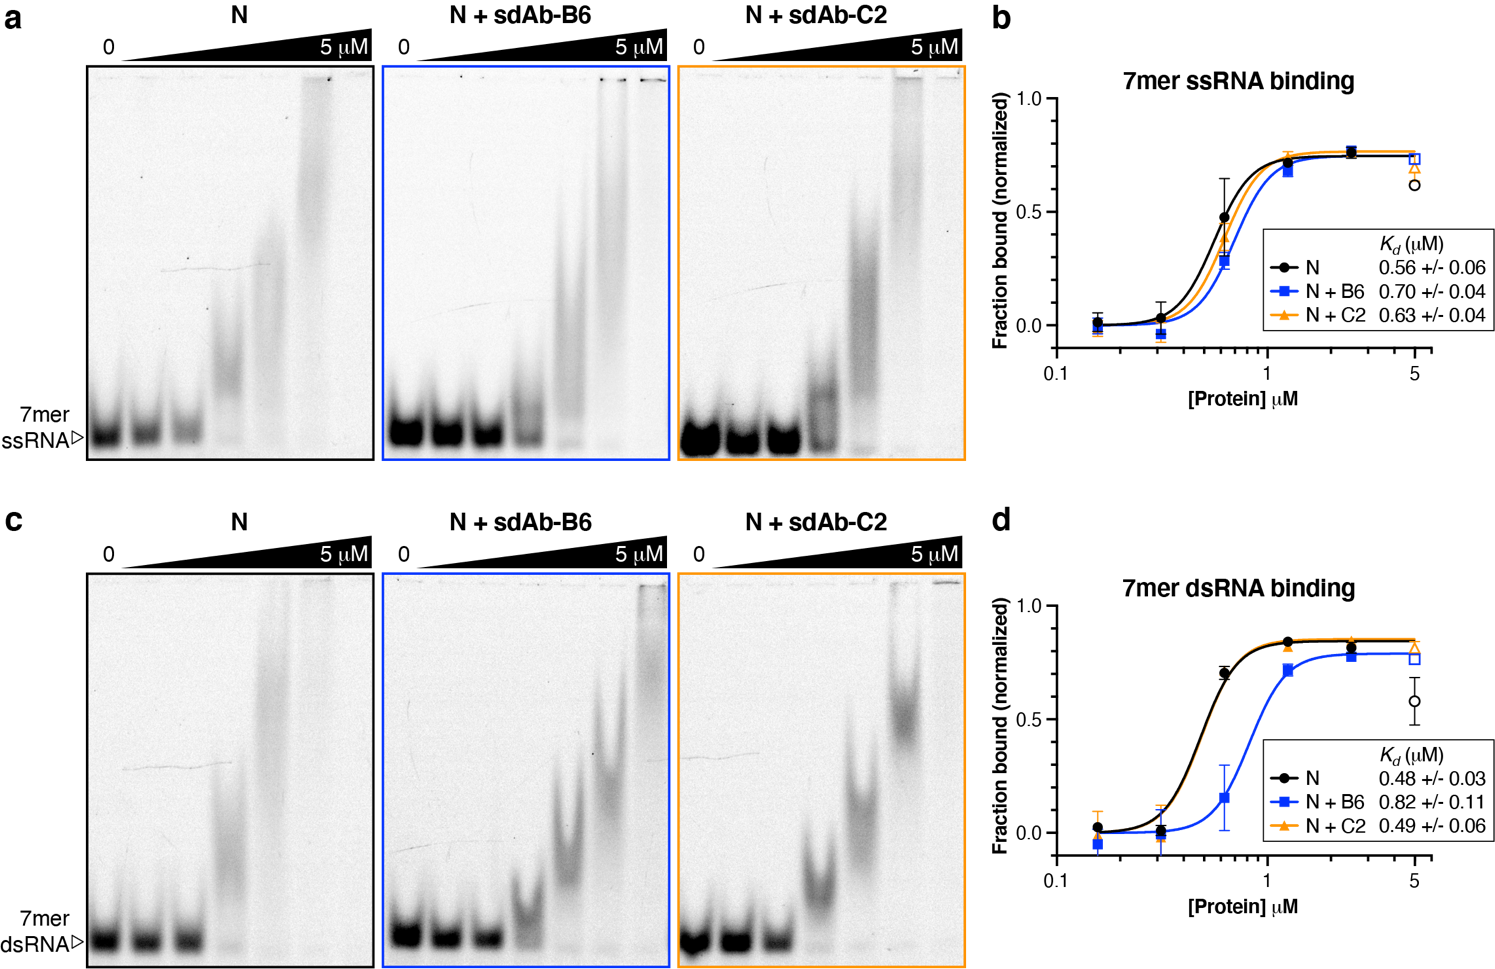 a
N
N + sdAb-B6
N + sdAb-C2
0
5 μM
0
5 μM
0
5 μM
7mer
ssRNA
b
7mer ssRNA binding
Fraction bound (normalized)
1.0
0.5
0.0
0.1
1
5
[Protein] μM
Kd (μM)
N 0.56 +/- 0.06
N + B6 0.70 +/- 0.04
N + C2 0.63 +/- 0.04
c
N
N + sdAb-B6
N + sdAb-C2
0
5 μM
0
5 μM
0
5 μM
7mer
dsRNA
d
7mer dsRNA binding
Fraction bound (normalized)
1.0
0.5
0.0
0.1
1
5
[Protein] μM
Kd (μM)
N 0.48 +/- 0.03
N + B6 0.82 +/- 0.11
N + C2 0.49 +/- 0.06